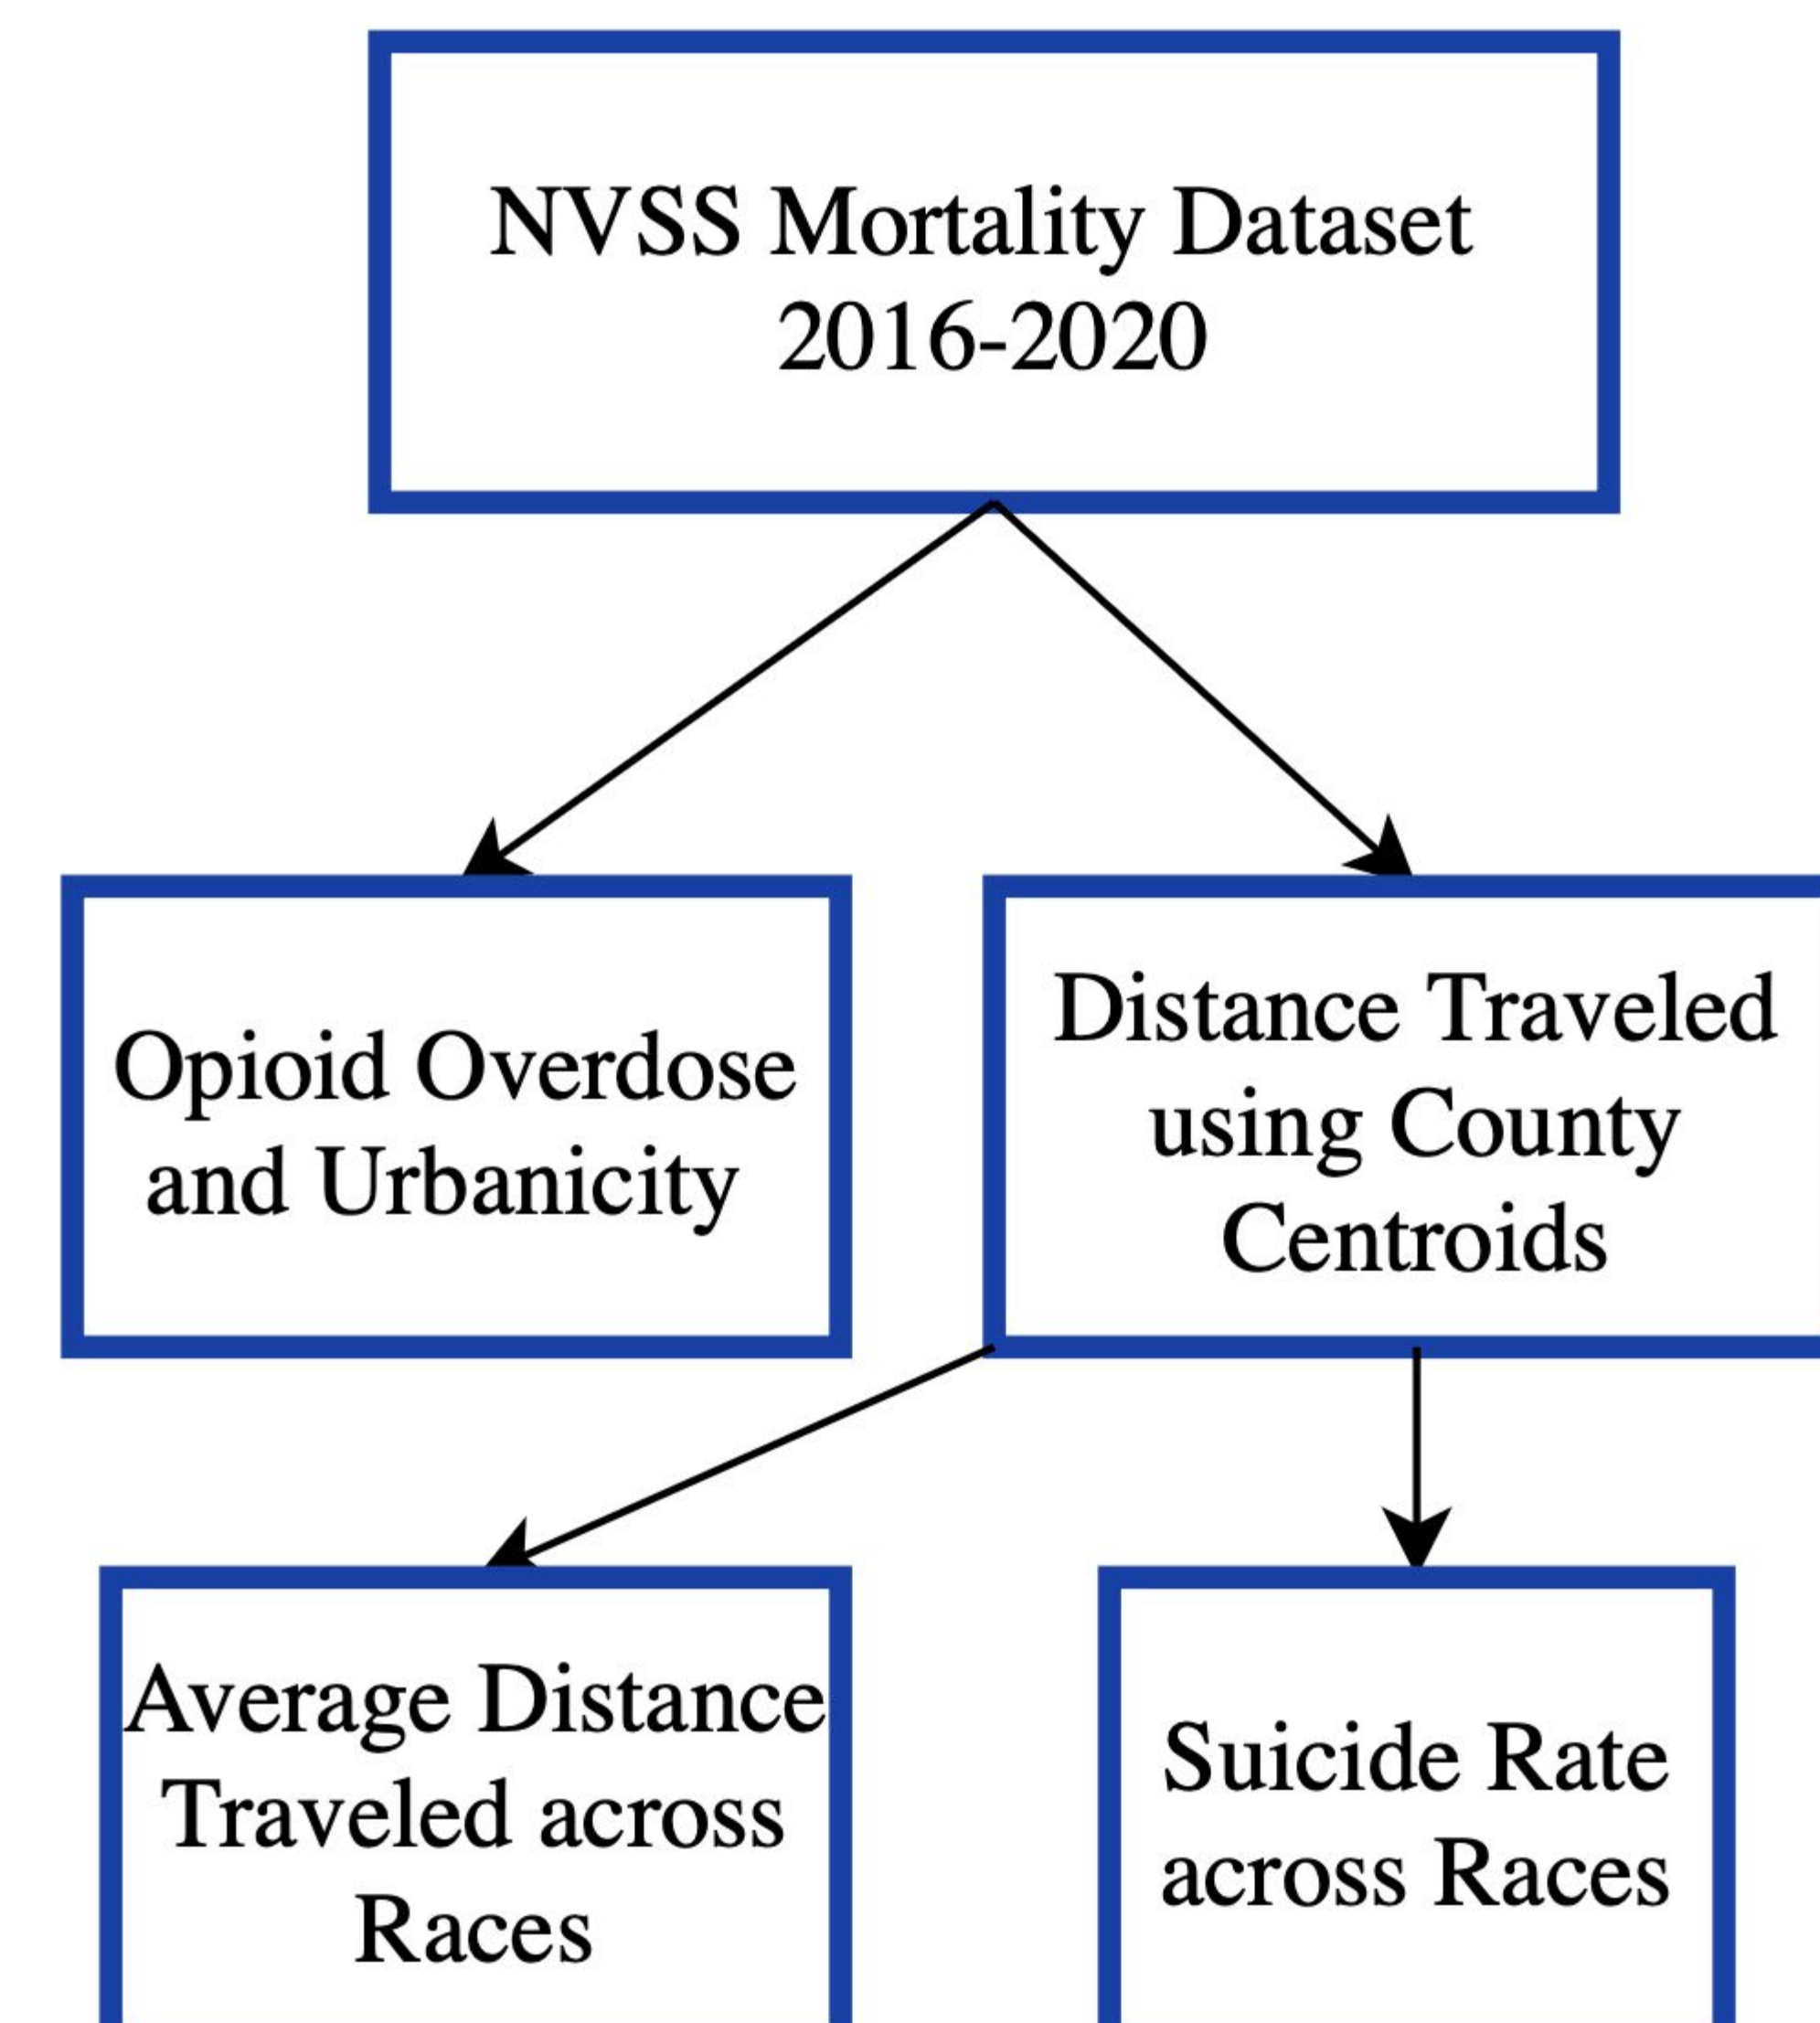 NVSS Mortality Dataset
2016-2020
Opioid Overdose
and Urbanicity
Distance Traveled
using County
Centroids
Average Distance
Traveled across
Races
Suicide Rate
across Races